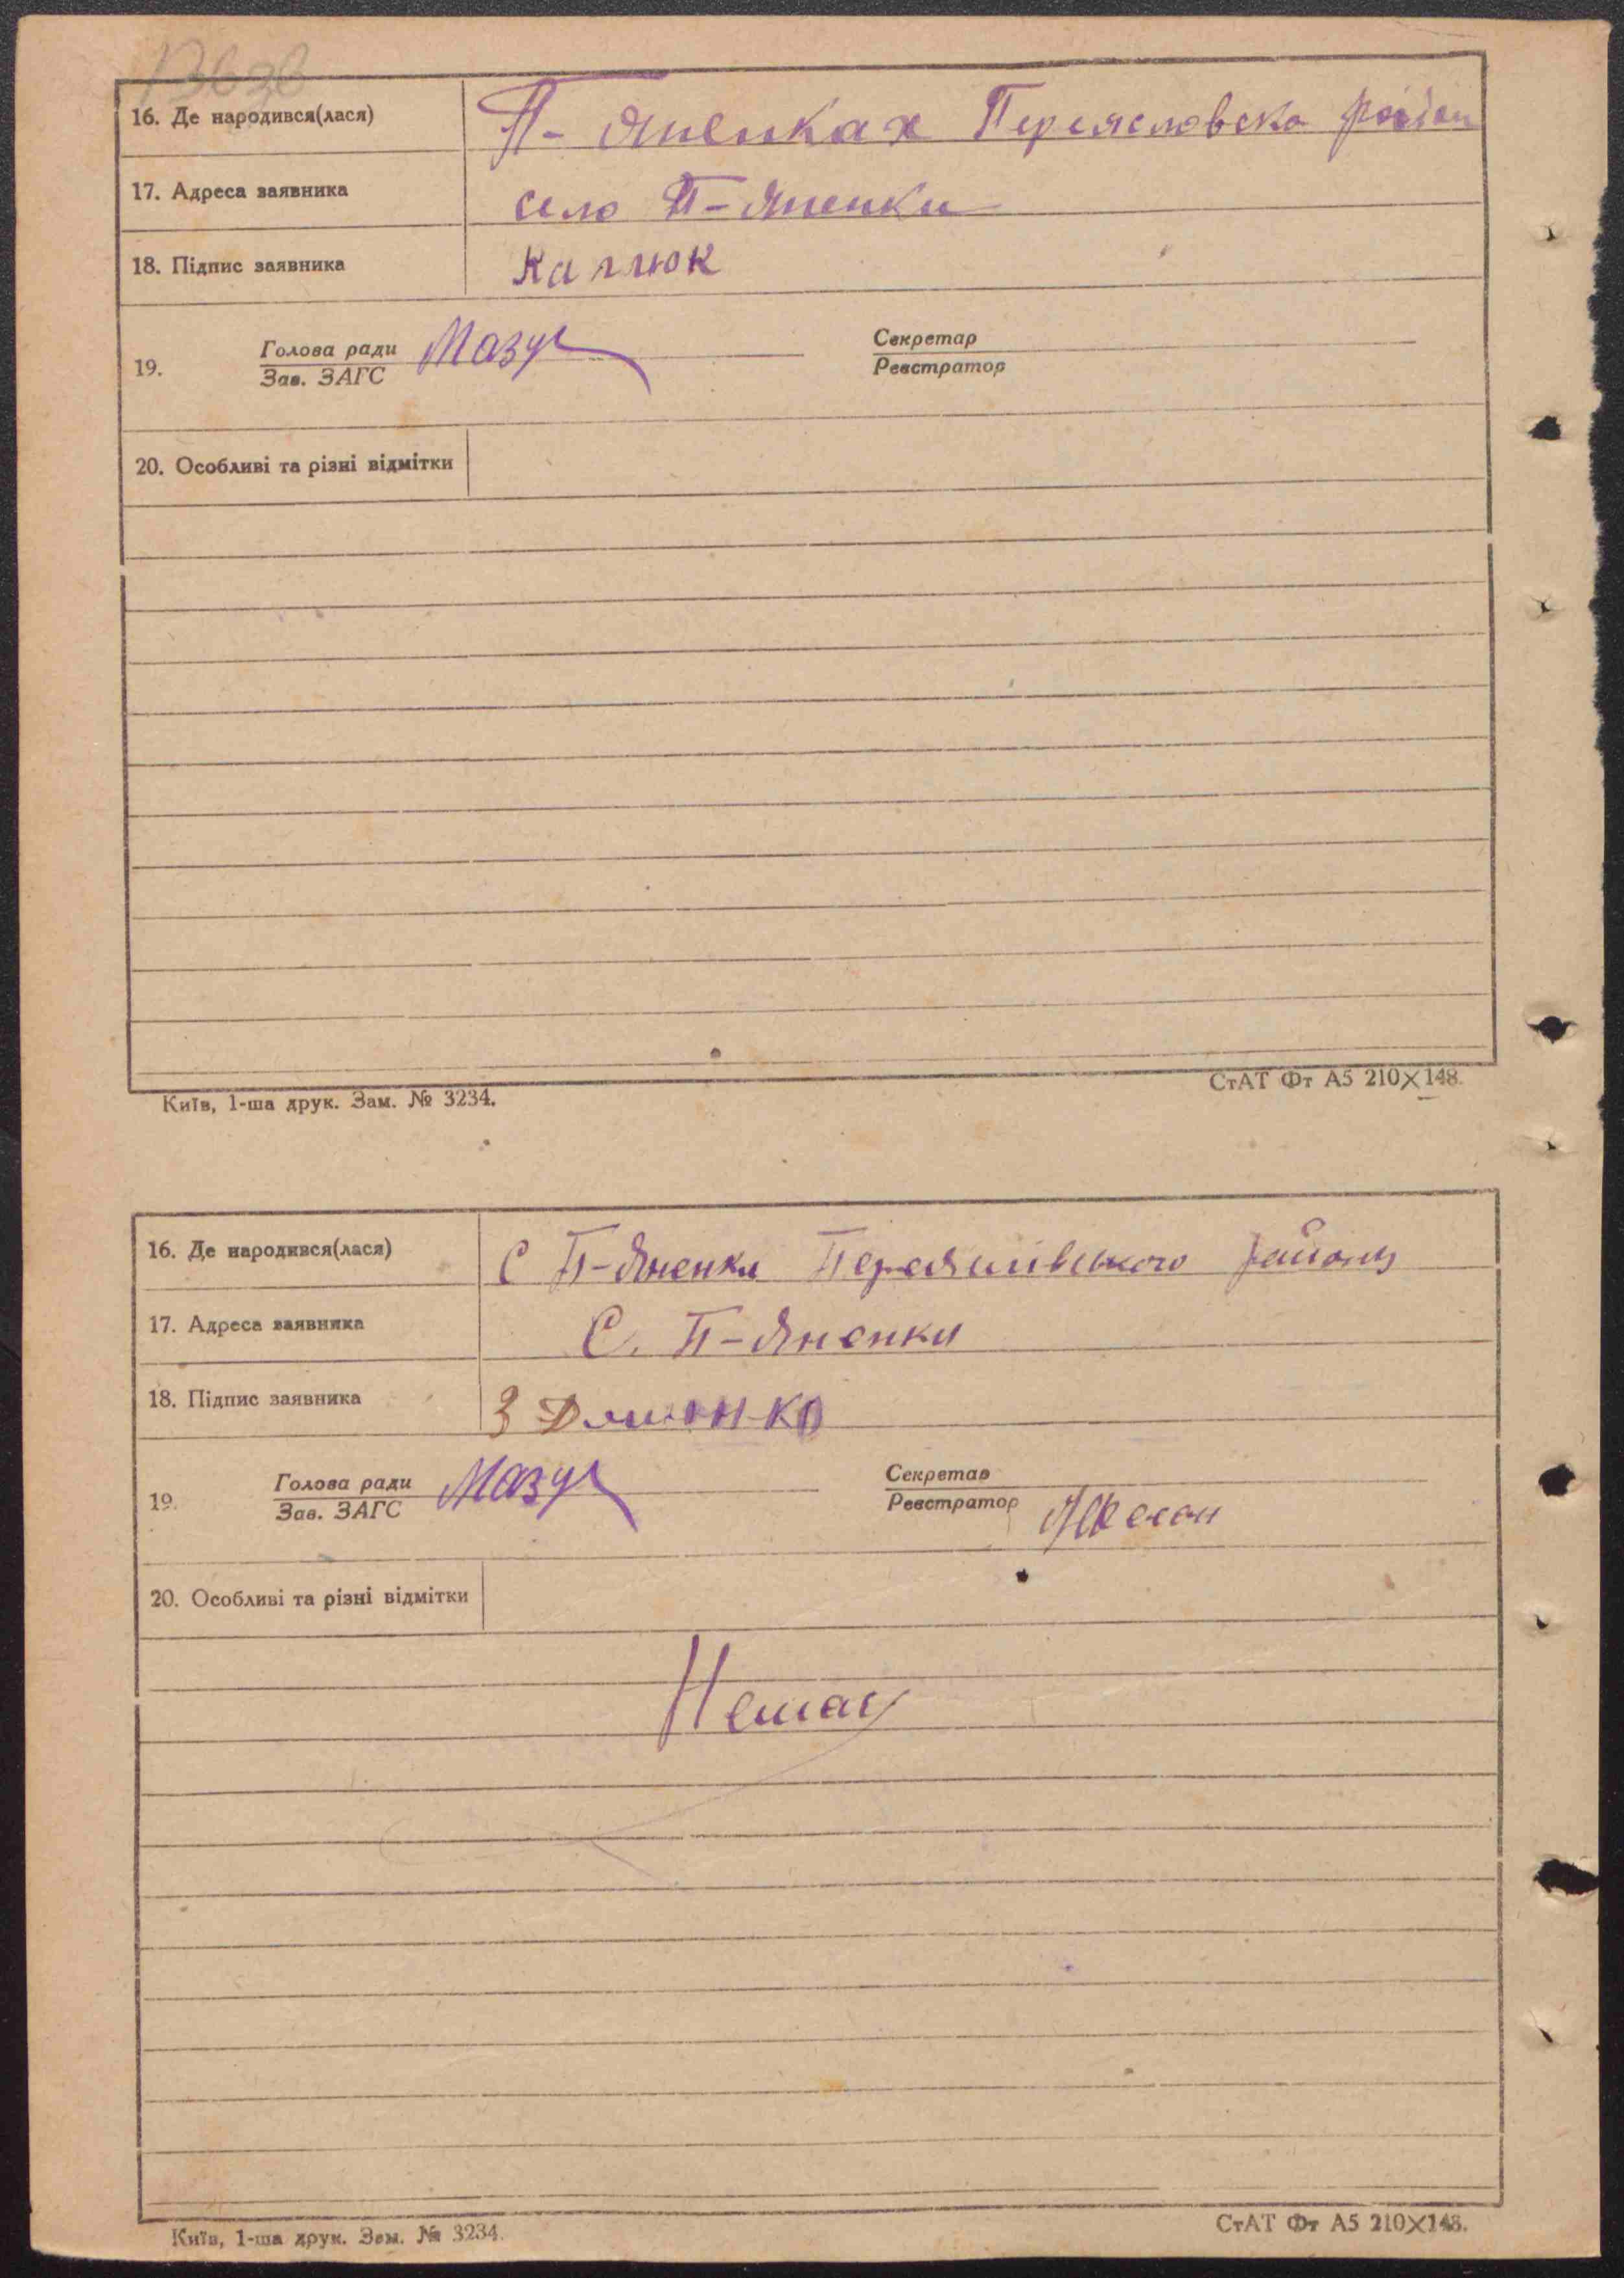 16. Де народився(лася) П-Яненках Переясловско район
17. Адреса заявника село П-Яненки
18. Підпис заявника Каплюк
19. Голова ради Мазур Секретар
Зав. ЗАГС Реєстратор
20. Особливі та різні відмітки
Київ, 1-ша друк. Зам. № 3234. СтАТ Фт А5 210×148.
16. Де народився(лася) С П-Яненки Переяславського району
17. Адреса заявника С. П-Яненки
18. Підпис заявника З
19. Голова ради Мазур Секретар
Зав. ЗАГС Реєстратор
20. Особливі та різні відмітки
Немає
Київ, 1-ша друк. Зам. № 3234. СтАТ Фт А5 210×148.